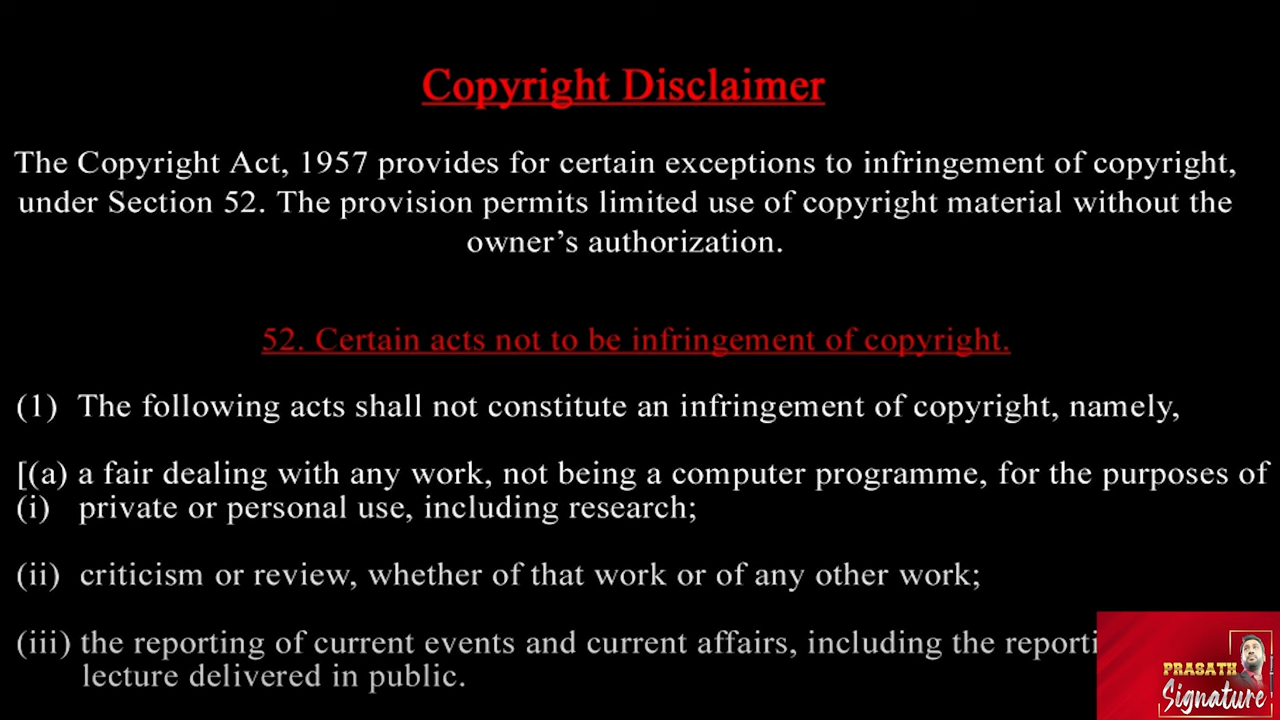 Copyright Disclaimer
The Copyright Act, 1957 provides for certain exceptions to infringement of copyright,
under Section 52. The provision permits limited use of copyright material without the
owner’s authorization.
52. Certain acts not to be infringement of copyright.
(1) The following acts shall not constitute an infringement of copyright, namely,
[(a) a fair dealing with any work, not being a computer programme, for the purposes of
(i) private or personal use, including research;
(ii) criticism or review, whether of that work or of any other work;
(iii) the reporting of current events and current affairs, including the
lecture delivered in public.
PRASATH
Signature